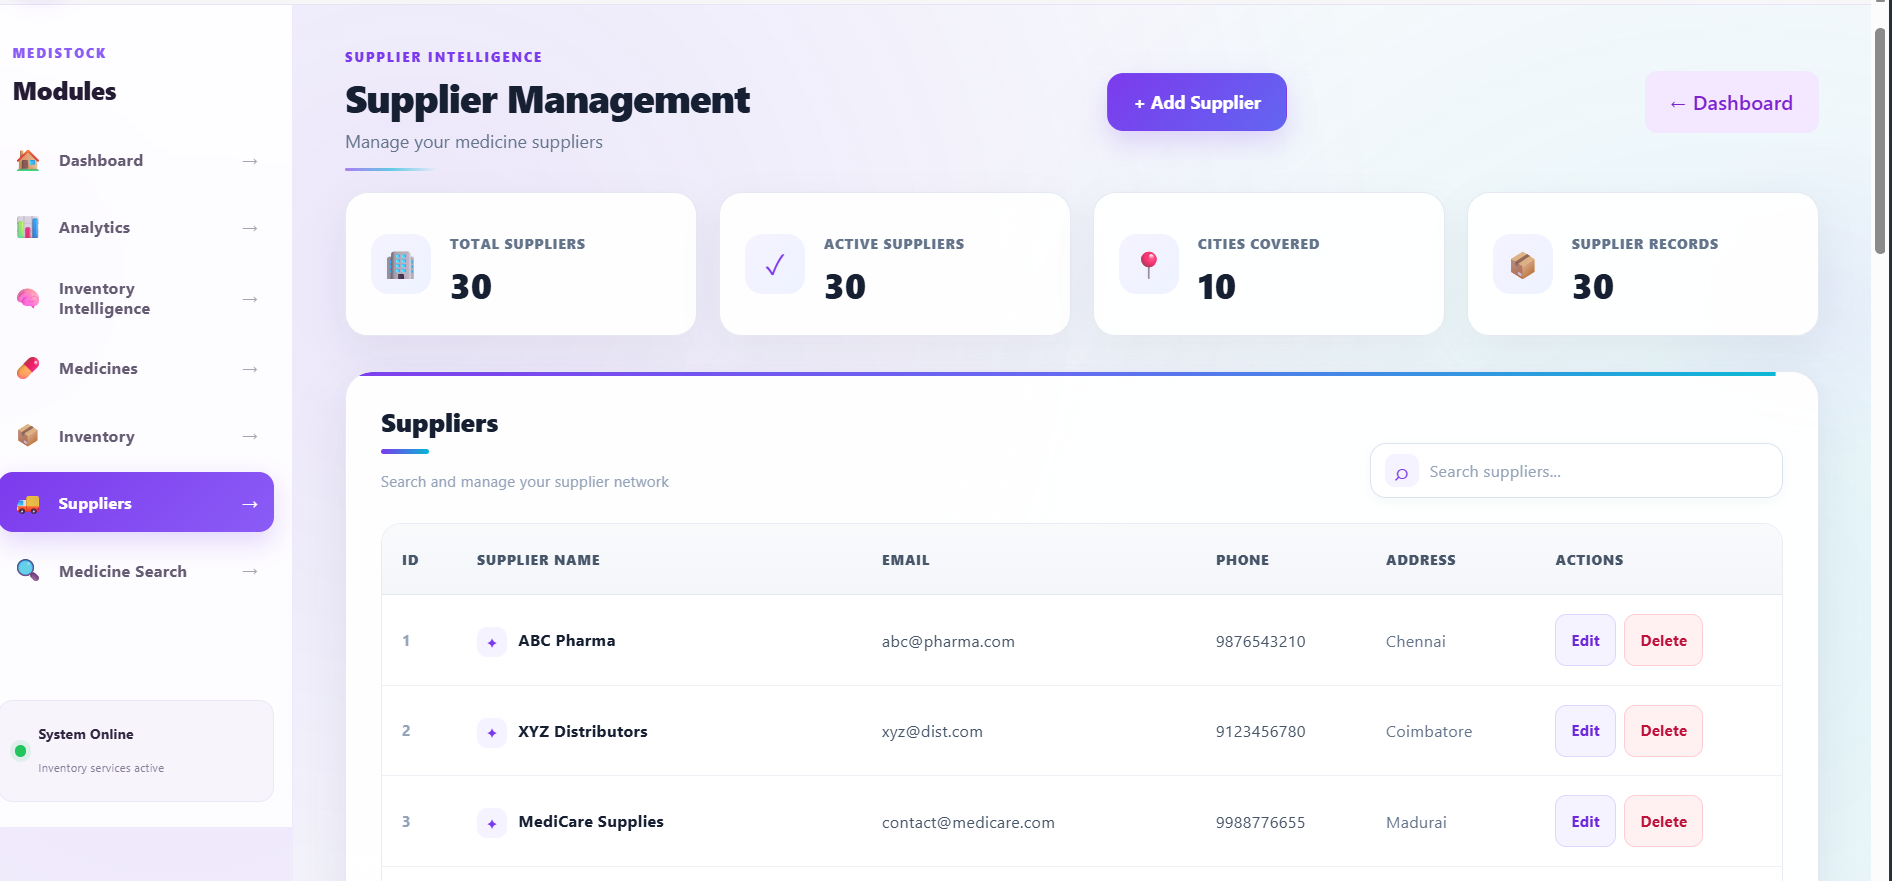 MEDISTOCK
Modules
Dashboard →
Analytics →
Inventory
Intelligence →
Medicines →
Inventory →
Suppliers →
Medicine Search →
System Online
Inventory services active
SUPPLIER INTELLIGENCE
Supplier Management
Manage your medicine suppliers
+ Add Supplier
← Dashboard
TOTAL SUPPLIERS
30
ACTIVE SUPPLIERS
30
CITIES COVERED
10
SUPPLIER RECORDS
30
Suppliers
Search and manage your supplier network
Search suppliers...
ID SUPPLIER NAME EMAIL PHONE ADDRESS ACTIONS
1 ABC Pharma abc@pharma.com 9876543210 Chennai Edit Delete
2 XYZ Distributors xyz@dist.com 9123456780 Coimbatore Edit Delete
3 MediCare Supplies contact@medicare.com 9988776655 Madurai Edit Delete